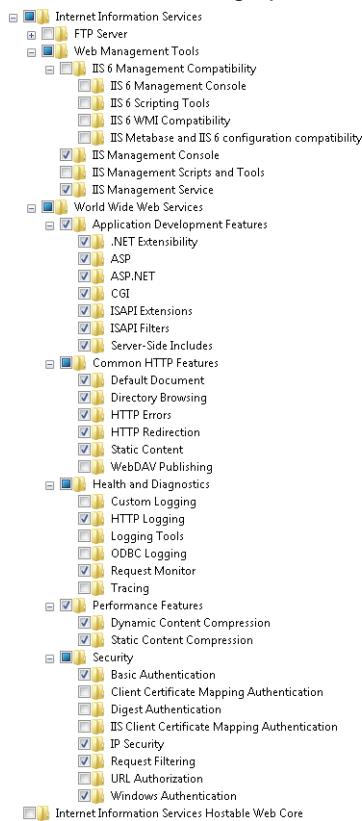 Internet Information Services
FTP Server
Web Management Tools
IIS 6 Management Compatibility
IIS 6 Management Console
IIS 6 Scripting Tools
IIS 6 WMI Compatibility
IIS Metabase and IIS 6 configuration compatibility
IIS Management Console
IIS Management Scripts and Tools
IIS Management Service
World Wide Web Services
Application Development Features
.NET Extensibility
ASP
ASP.NET
CGI
ISAPI Extensions
ISAPI Filters
Server-Side Includes
Common HTTP Features
Default Document
Directory Browsing
HTTP Errors
HTTP Redirection
Static Content
WebDAV Publishing
Health and Diagnostics
Custom Logging
HTTP Logging
Logging Tools
ODBC Logging
Request Monitor
Tracing
Performance Features
Dynamic Content Compression
Static Content Compression
Security
Basic Authentication
Client Certificate Mapping Authentication
Digest Authentication
IIS Client Certificate Mapping Authentication
IP Security
Request Filtering
URL Authorization
Windows Authentication
Internet Information Services Hostable Web Core